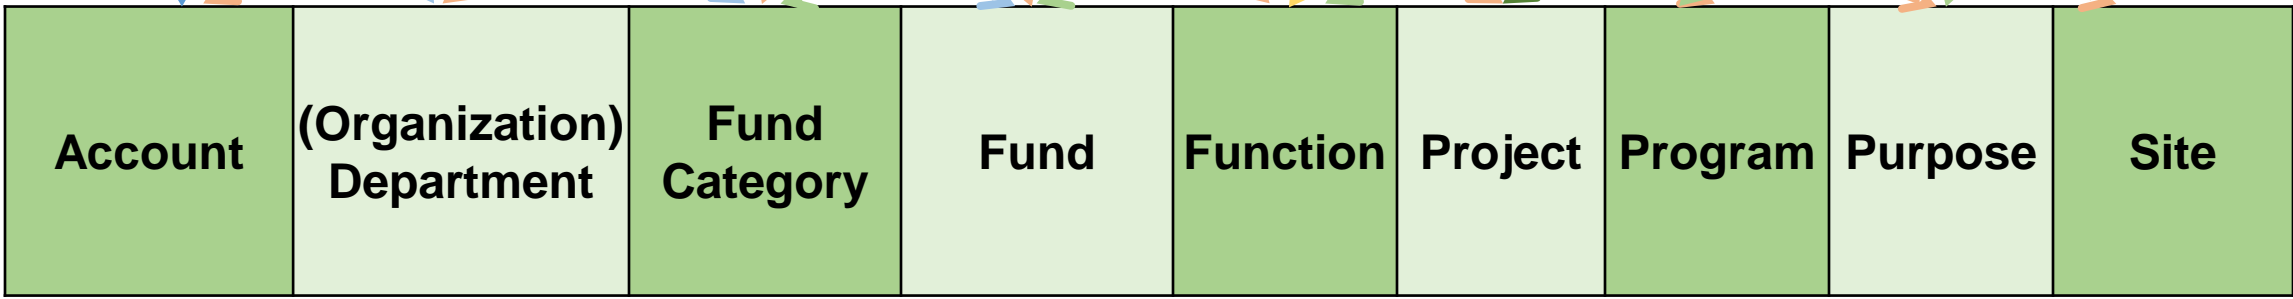 Account
(Organization)
Department
Fund
Category
Fund
Function
Project
Program
Purpose
Site